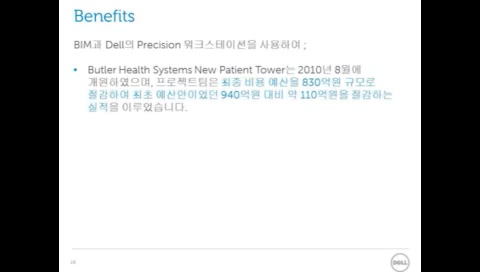 Benefits
BIM과 Dell의 Precision 워크스테이션을 사용하여 ;
• Butler Health Systems New Patient Tower는 2010년 8월에
개원하였으며, 프로젝트팀은 최종 비용 예산을 830억원 규모로
절감하여 최초 예산안이었던 940억원 대비 약 110억원을 절감하는
실적을 이루었습니다.
DELL